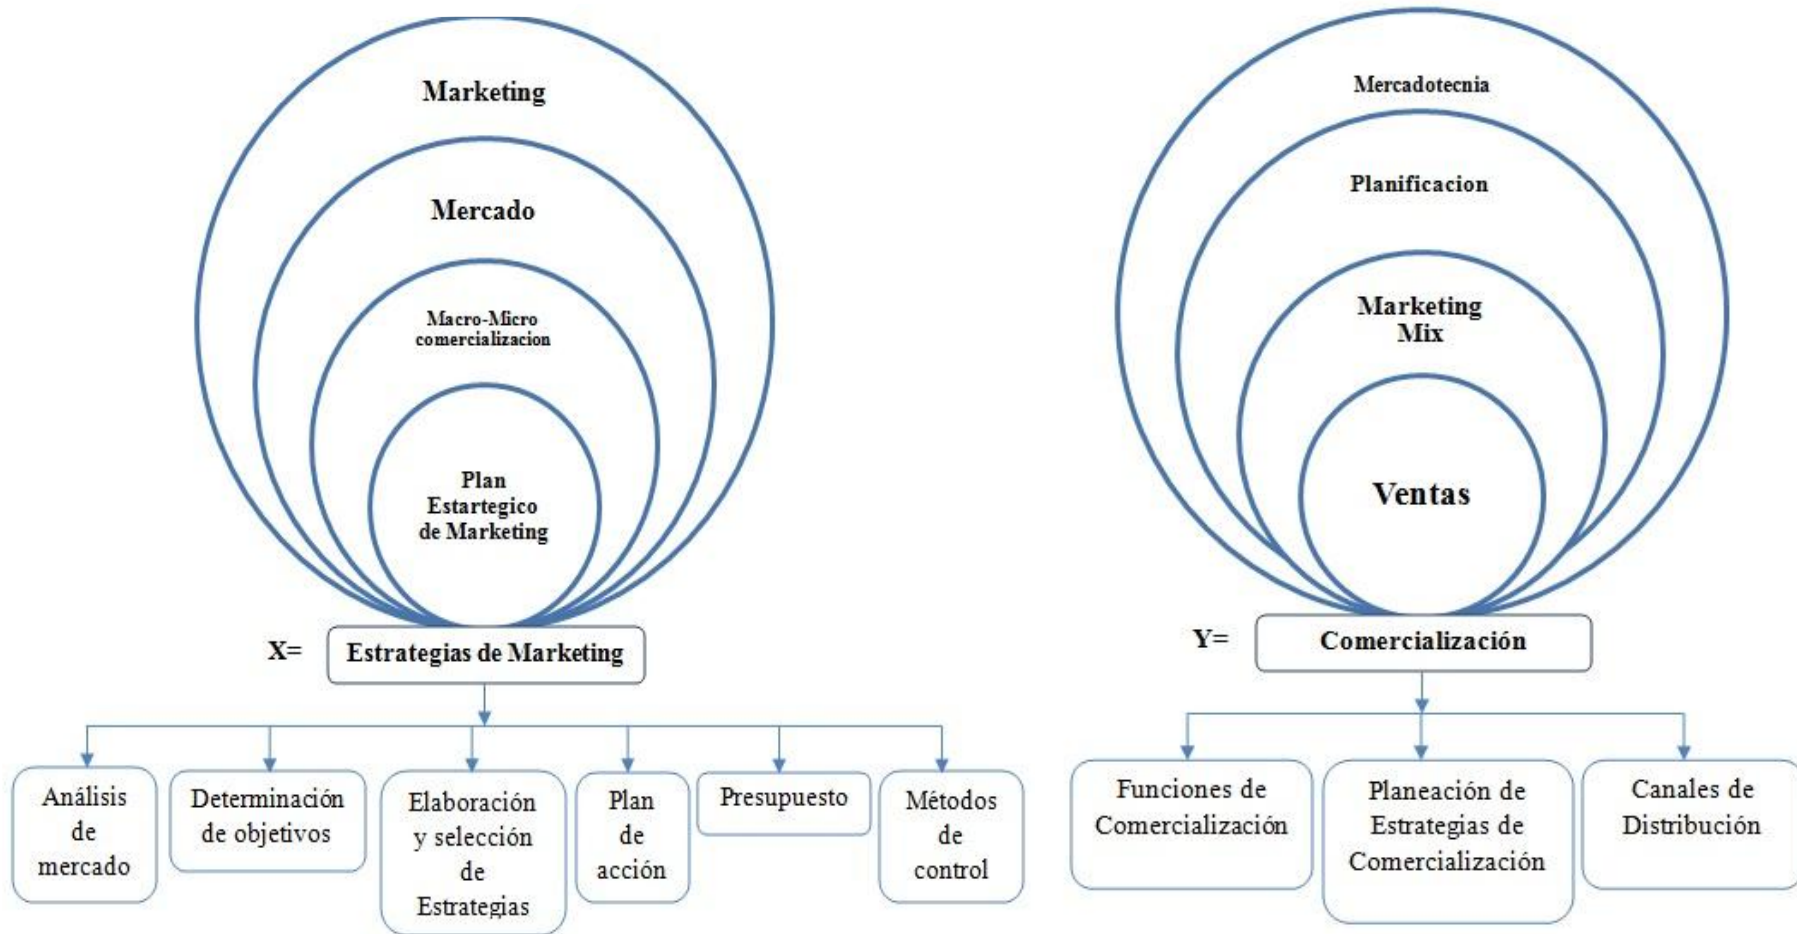 Marketing
Mercado
Macro-Micro
comercializacion
Plan
Estartegico
de Marketing
X=
Estrategias de Marketing
Análisis
de
mercado
Determinación
de objetivos
Elaboración
y selección
de
Estrategias
Plan
de
acción
Presupuesto
Métodos
de
control
Mercadotecnia
Planificacion
Marketing
Mix
Ventas
Y=
Comercialización
Funciones de
Comercialización
Planeación de
Estrategias de
Comercialización
Canales de
Distribución